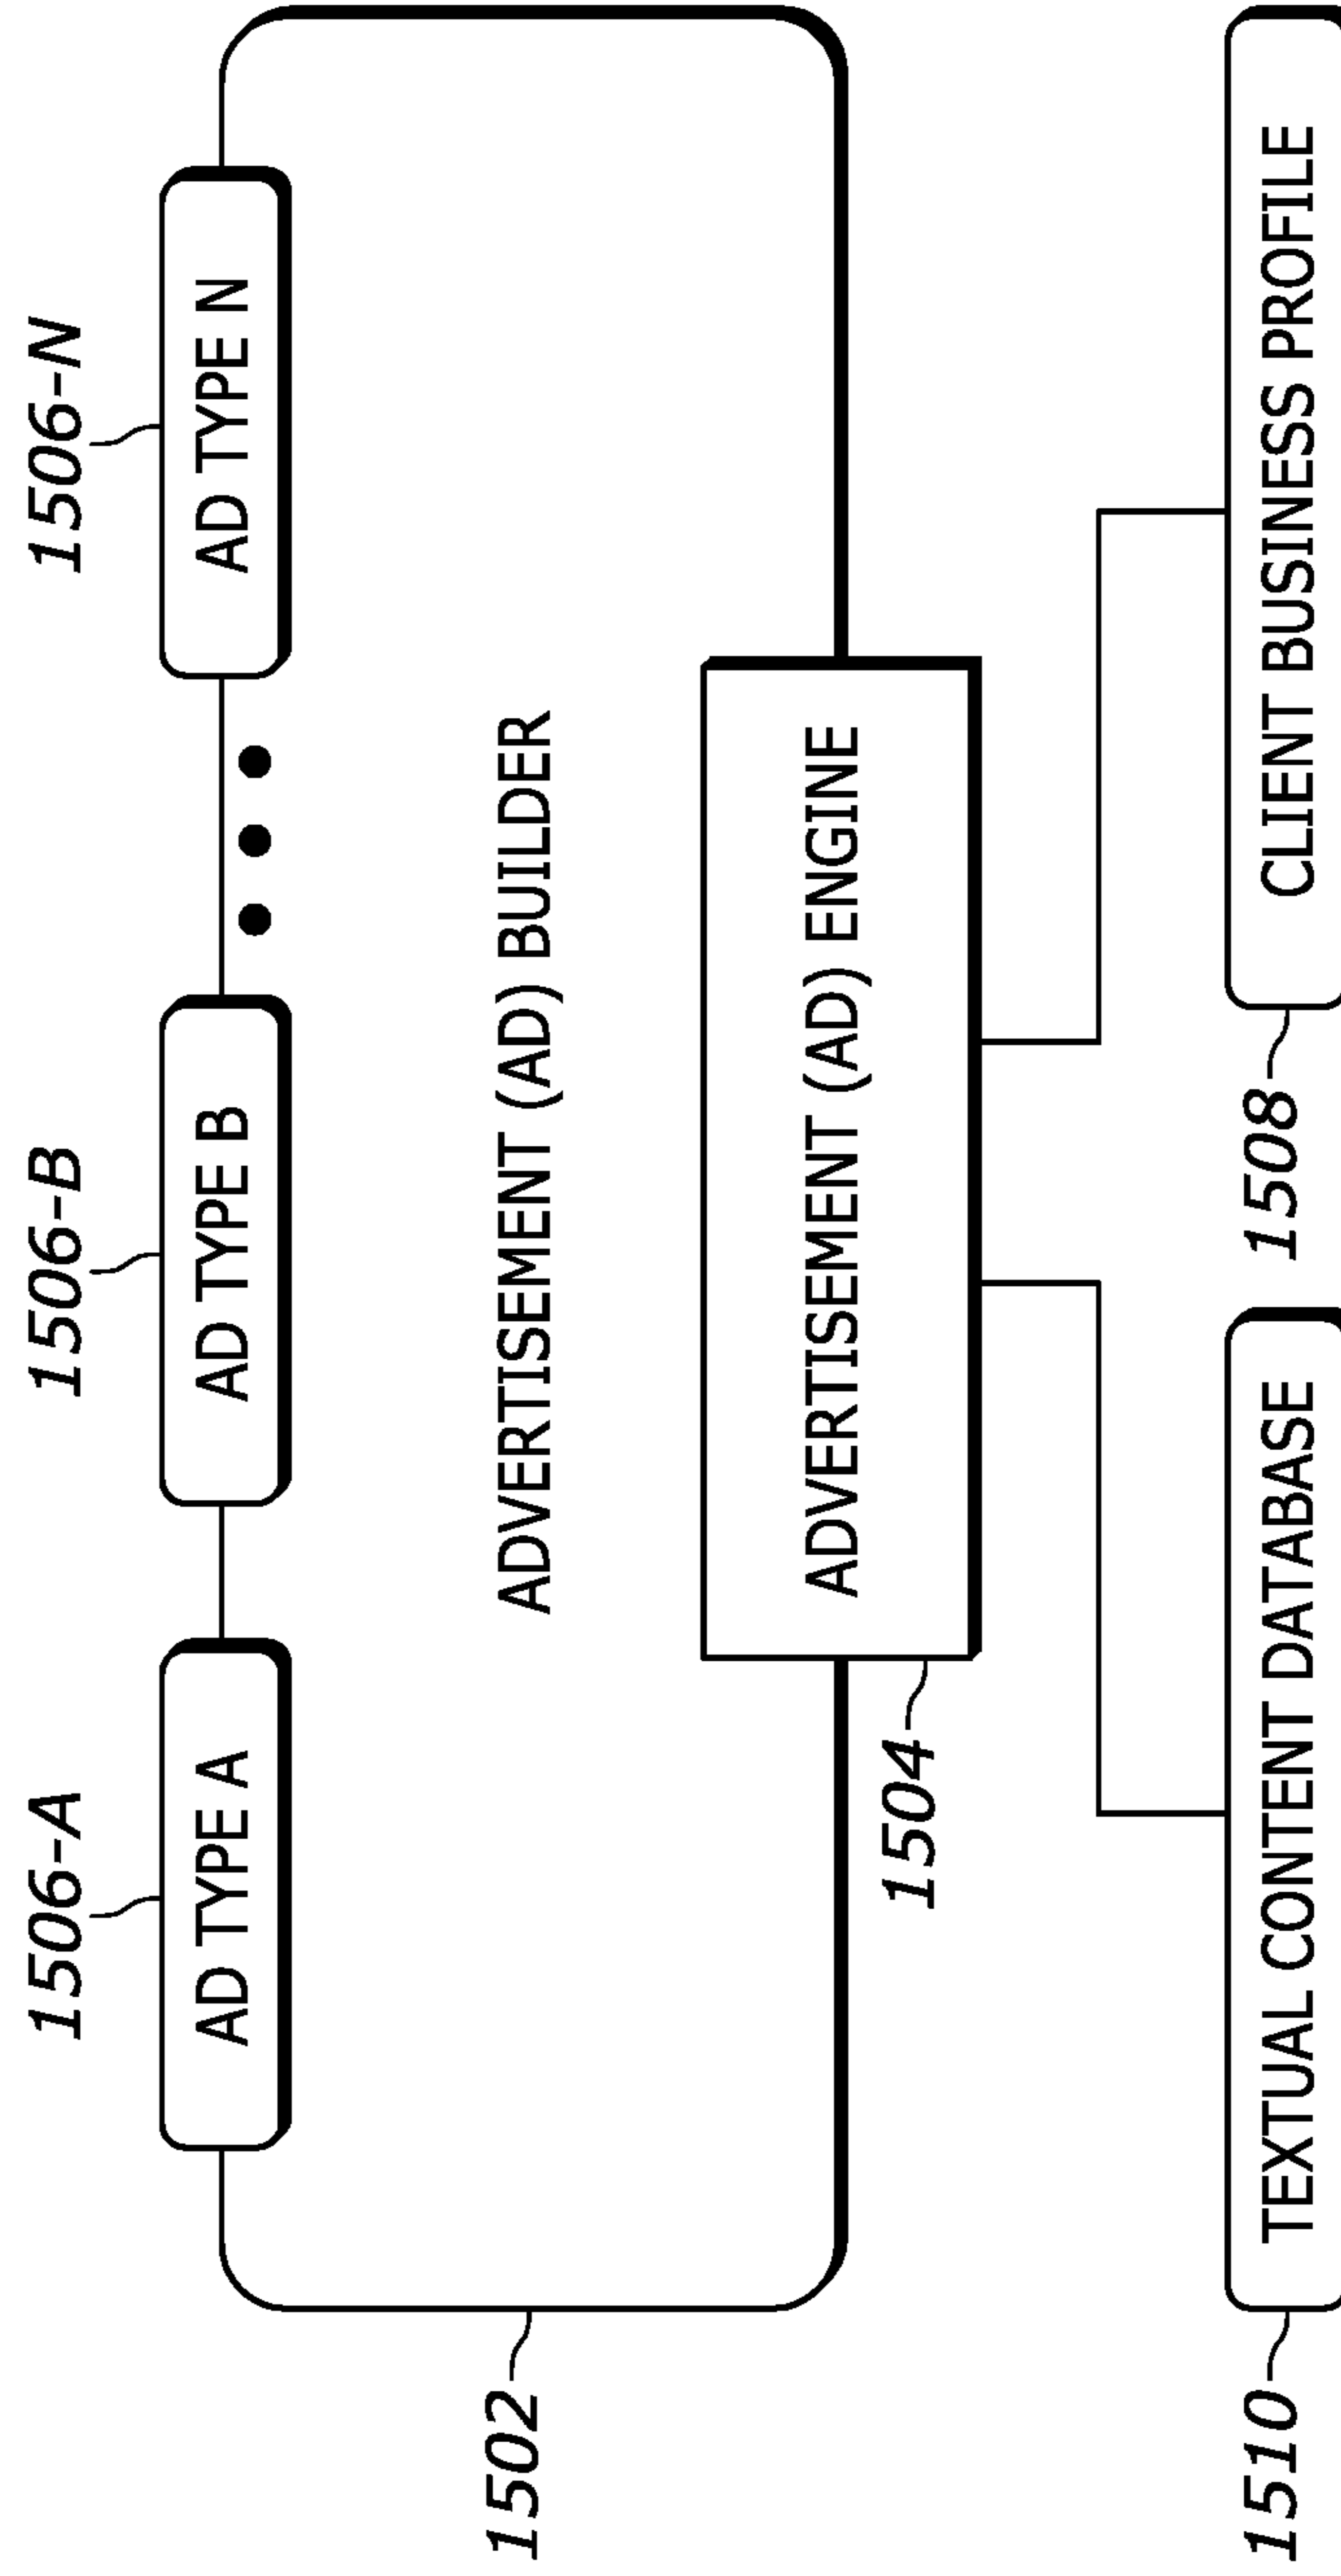 1506-A
1506-B
1506-N
AD TYPE A
AD TYPE B
AD TYPE N
1502
ADVERTISEMENT (AD) BUILDER
ADVERTISEMENT (AD) ENGINE
1504
1510
TEXTUAL CONTENT DATABASE
1508
CLIENT BUSINESS PROFILE